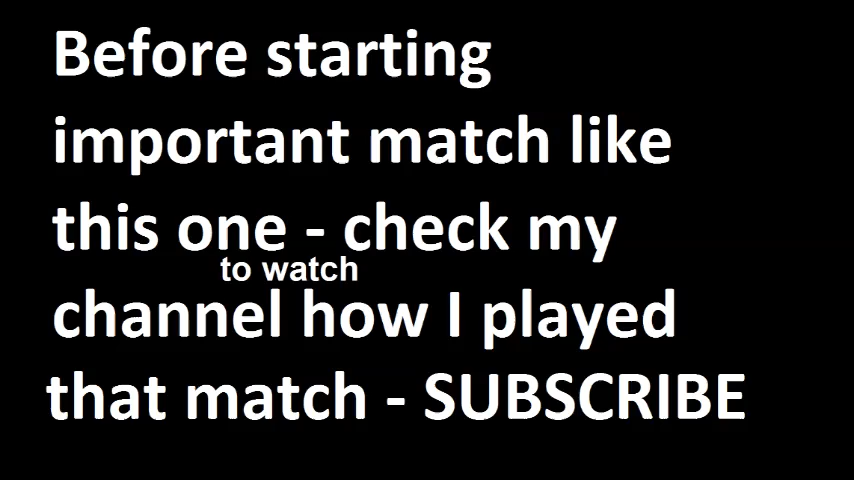 Before starting
important match like
this one - check my
to watch
channel how I played
that match - SUBSCRIBE